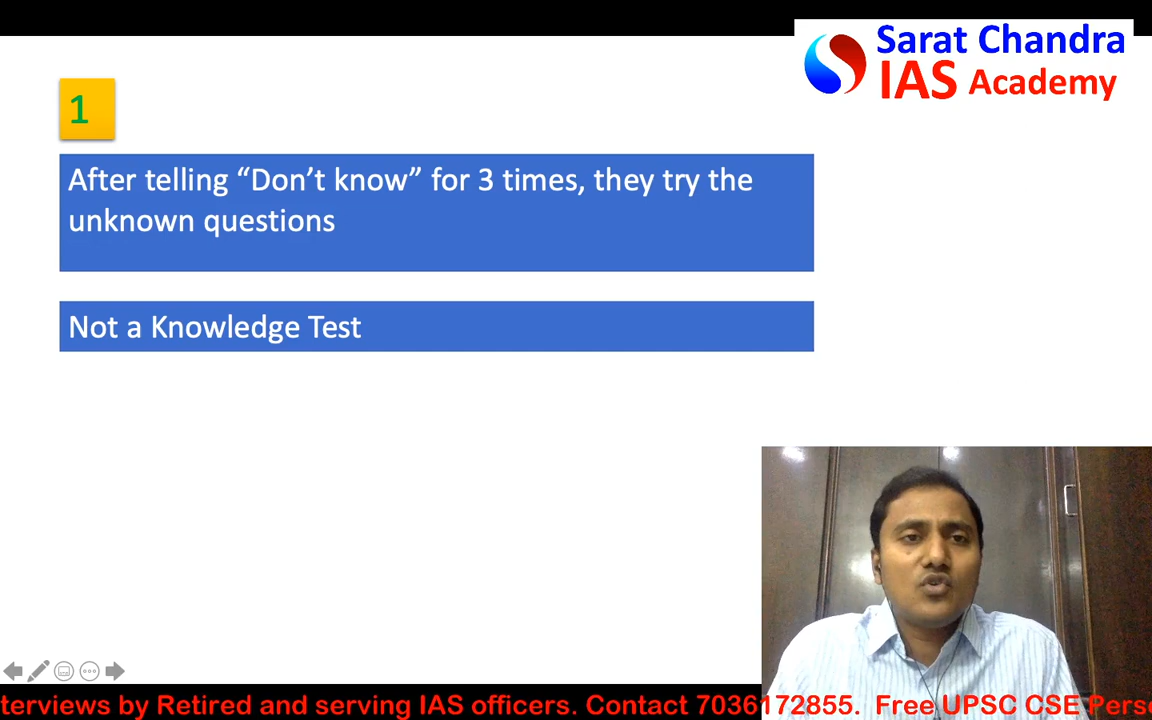 Sarat Chandra
IAS Academy
1
After telling “Don’t know” for 3 times, they try the
unknown questions
Not a Knowledge Test
terviews by Retired and serving IAS officers. Contact 7036172855. Free UPSC CSE Perso